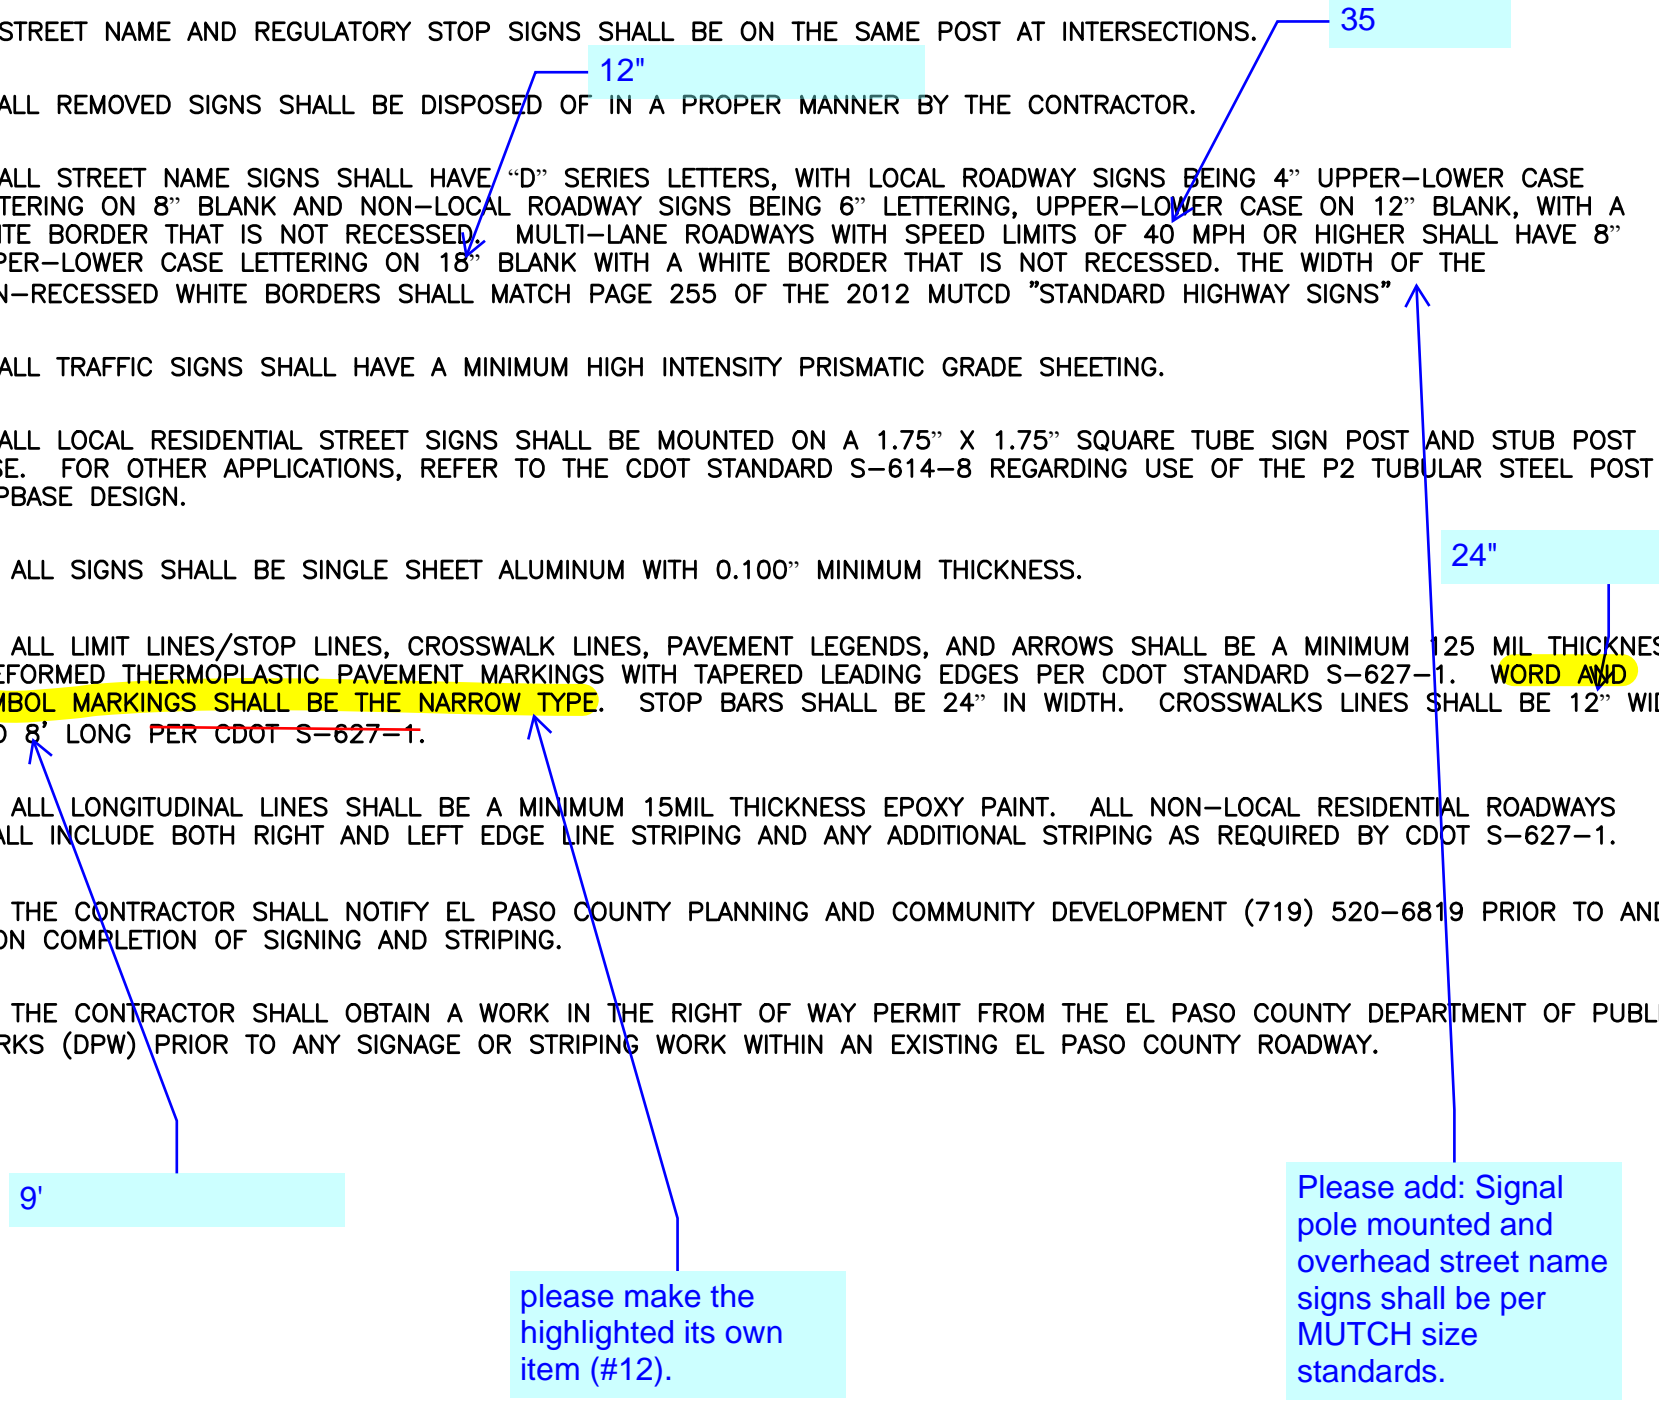 STREET NAME AND REGULATORY STOP SIGNS SHALL BE ON THE SAME POST AT INTERSECTIONS.
35
12"
ALL REMOVED SIGNS SHALL BE DISPOSED OF IN A PROPER MANNER BY THE CONTRACTOR.
ALL STREET NAME SIGNS SHALL HAVE “D” SERIES LETTERS, WITH LOCAL ROADWAY SIGNS BEING 4” UPPER–LOWER CASE
TERING ON 8” BLANK AND NON–LOCAL ROADWAY SIGNS BEING 6” LETTERING, UPPER–LOWER CASE ON 12” BLANK, WITH A
ITE BORDER THAT IS NOT RECESSED. MULTI–LANE ROADWAYS WITH SPEED LIMITS OF 40 MPH OR HIGHER SHALL HAVE 8”
PER–LOWER CASE LETTERING ON 18” BLANK WITH A WHITE BORDER THAT IS NOT RECESSED. THE WIDTH OF THE
N–RECESSED WHITE BORDERS SHALL MATCH PAGE 255 OF THE 2012 MUTCD ”STANDARD HIGHWAY SIGNS”
ALL TRAFFIC SIGNS SHALL HAVE A MINIMUM HIGH INTENSITY PRISMATIC GRADE SHEETING.
ALL LOCAL RESIDENTIAL STREET SIGNS SHALL BE MOUNTED ON A 1.75” X 1.75” SQUARE TUBE SIGN POST AND STUB POST
SE. FOR OTHER APPLICATIONS, REFER TO THE CDOT STANDARD S–614–8 REGARDING USE OF THE P2 TUBULAR STEEL POST
PBASE DESIGN.
24"
ALL SIGNS SHALL BE SINGLE SHEET ALUMINUM WITH 0.100” MINIMUM THICKNESS.
ALL LIMIT LINES/STOP LINES, CROSSWALK LINES, PAVEMENT LEGENDS, AND ARROWS SHALL BE A MINIMUM 125 MIL THICKNES
EFORMED THERMOPLASTIC PAVEMENT MARKINGS WITH TAPERED LEADING EDGES PER CDOT STANDARD S–627–1. WORD AND
MBOL MARKINGS SHALL BE THE NARROW TYPE. STOP BARS SHALL BE 24” IN WIDTH. CROSSWALKS LINES SHALL BE 12” WID
D 8’ LONG PER CDOT S–627–1.
ALL LONGITUDINAL LINES SHALL BE A MINIMUM 15MIL THICKNESS EPOXY PAINT. ALL NON–LOCAL RESIDENTIAL ROADWAYS
ALL INCLUDE BOTH RIGHT AND LEFT EDGE LINE STRIPING AND ANY ADDITIONAL STRIPING AS REQUIRED BY CDOT S–627–1.
THE CONTRACTOR SHALL NOTIFY EL PASO COUNTY PLANNING AND COMMUNITY DEVELOPMENT (719) 520–6819 PRIOR TO AND
ON COMPLETION OF SIGNING AND STRIPING.
THE CONTRACTOR SHALL OBTAIN A WORK IN THE RIGHT OF WAY PERMIT FROM THE EL PASO COUNTY DEPARTMENT OF PUBLI
RKS (DPW) PRIOR TO ANY SIGNAGE OR STRIPING WORK WITHIN AN EXISTING EL PASO COUNTY ROADWAY.
9'
please make the
highlighted its own
item (#12).
Please add: Signal
pole mounted and
overhead street name
signs shall be per
MUTCH size
standards.